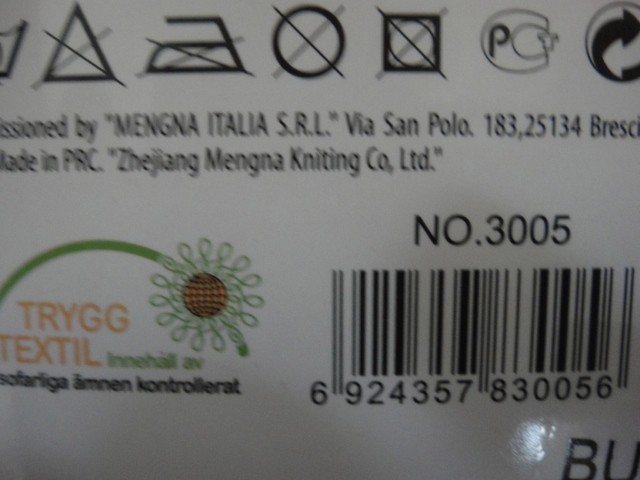 issioned by "MENGNA ITALIA S.R.L." Via San Polo. 183,25134 Bresci
Made in PRC. "Zhejiang Mengna Kniting Co, Ltd."
NO.3005
TRYGG
TEXTIL Innehåll av
sofarliga ämnen kontrollerat
6 924357 830056
BU